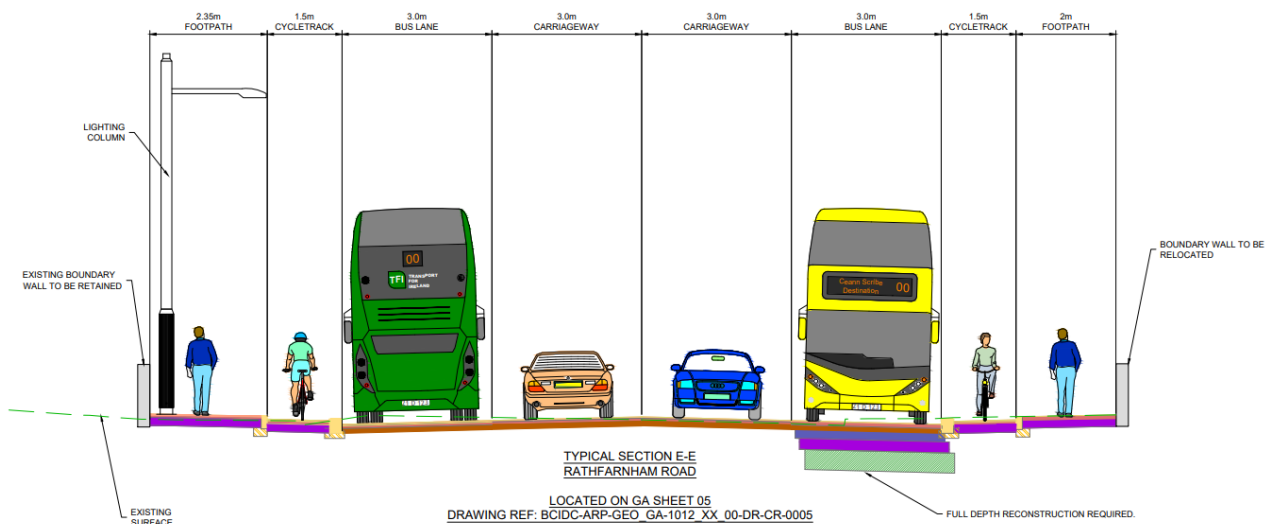 2.35m
FOOTPATH
1.5m
CYCLETRACK
3.0m
BUS LANE
3.0m
CARRIAGEWAY
3.0m
CARRIAGEWAY
3.0m
BUS LANE
1.5m
CYCLETRACK
2m
FOOTPATH
LIGHTING
COLUMN
00
TFI
TRANSPORT
FOR
IRELAND
Ceann Scríbe
Destination
00
EXISTING BOUNDARY
WALL TO BE RETAINED
BOUNDARY WALL TO BE
RELOCATED
TYPICAL SECTION E-E
RATHFARNHAM ROAD
LOCATED ON GA SHEET 05
DRAWING REF: BCIDC-ARP-GEO_GA-1012_XX_00-DR-CR-0005
EXISTING
SURFACE
FULL DEPTH RECONSTRUCTION REQUIRED.